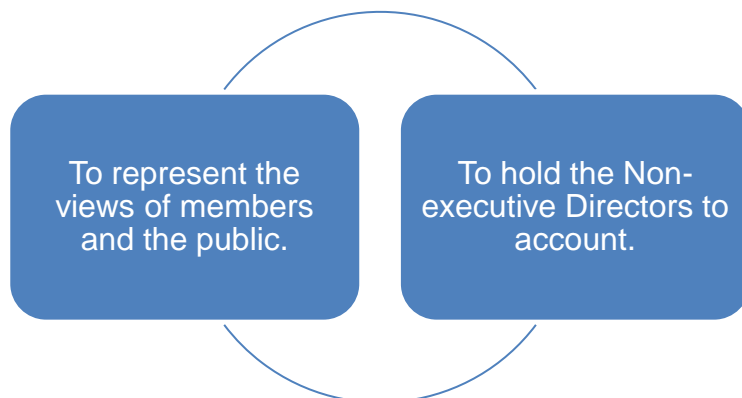 To represent the
views of members
and the public.
To hold the Non-
executive Directors to
account.